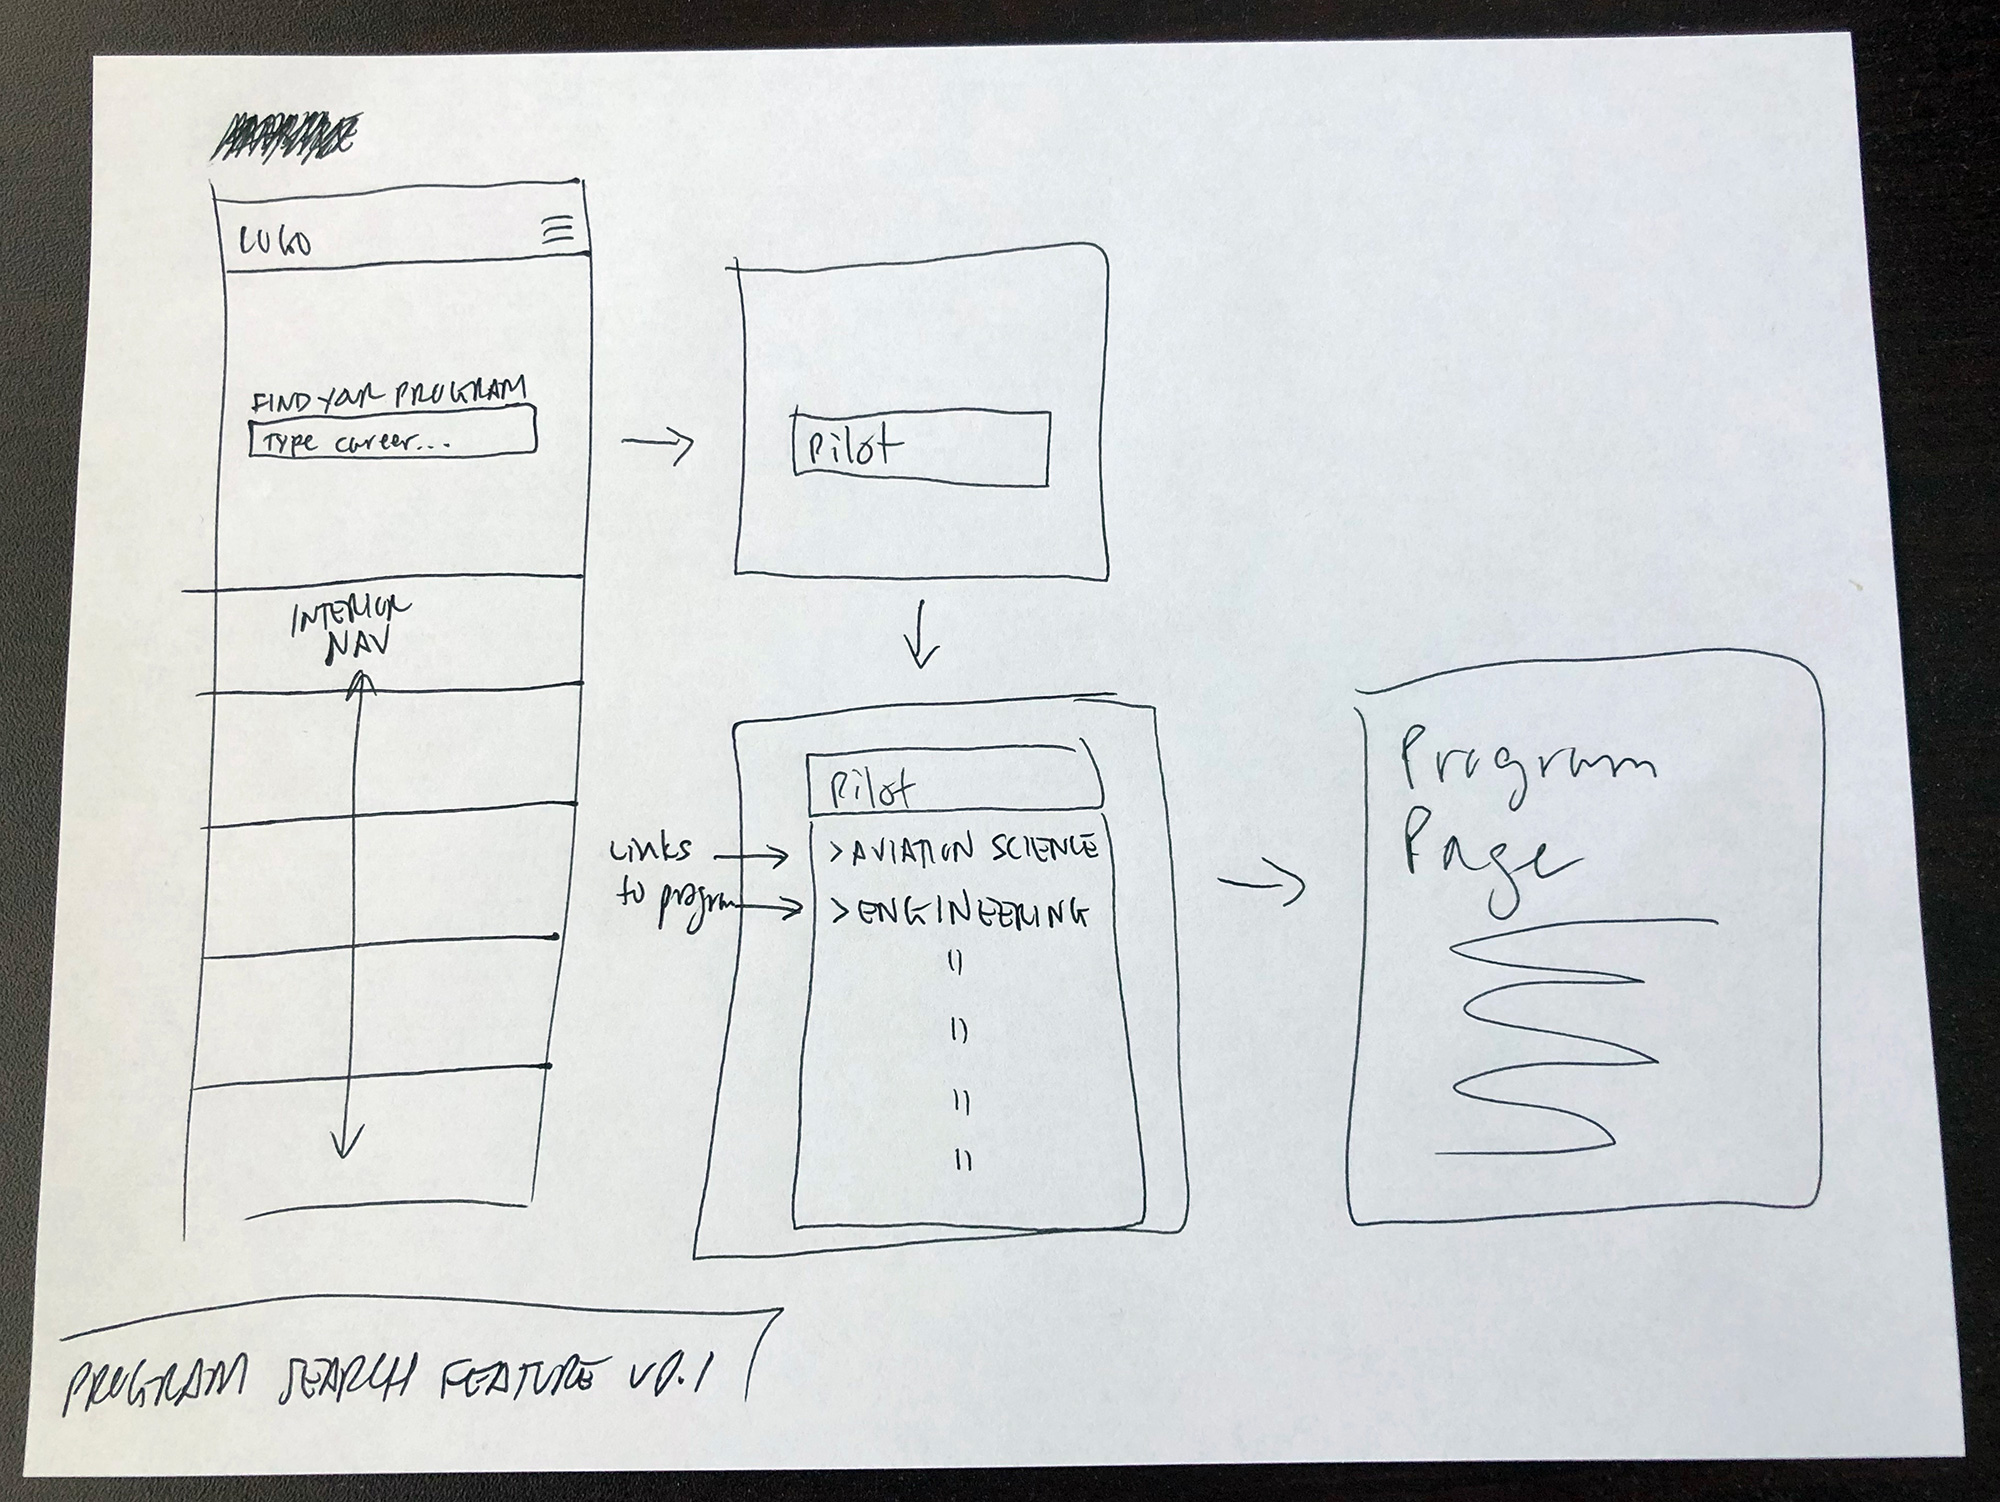 LOGO
FIND YOUR PROGRAM
Type career...
INTERIOR
NAV
Pilot
Pilot
Links
to program
> AVIATION SCIENCE
> ENGINEERING
"
"
"
"
Program
Page
PROGRAM SEARCH FEATURE V0.1